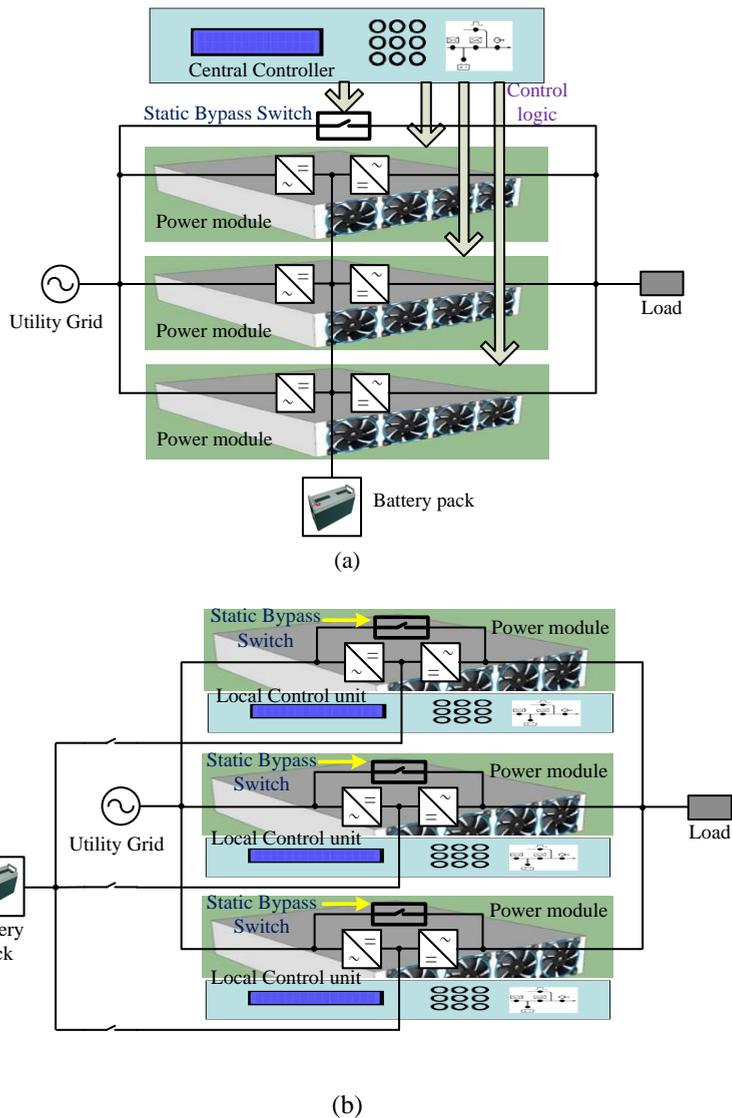 Central Controller
Control
logic
Static Bypass Switch
Power module
Utility Grid
Power module
Load
Power module
Battery pack
(a)
Static Bypass
Switch
Power module
Local Control unit
Static Bypass
Switch
Power module
Utility Grid
Local Control unit
Load
Static Bypass
Switch
Power module
ery
ck
Local Control unit
(b)